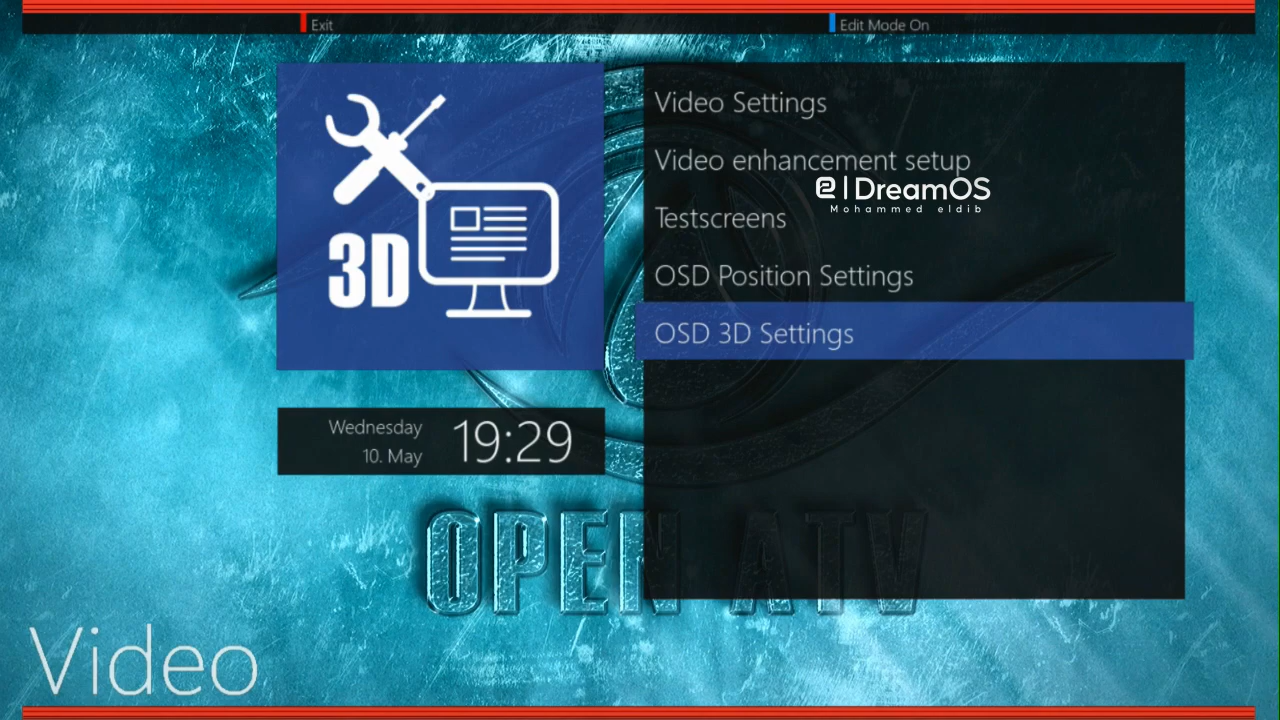 Exit
Edit Mode On
3D
Video Settings
Video enhancement setup
DreamOS
Mohammed eldib
Testscreens
OSD Position Settings
OSD 3D Settings
Wednesday
10. May
19:29
OPEN ATV
Video